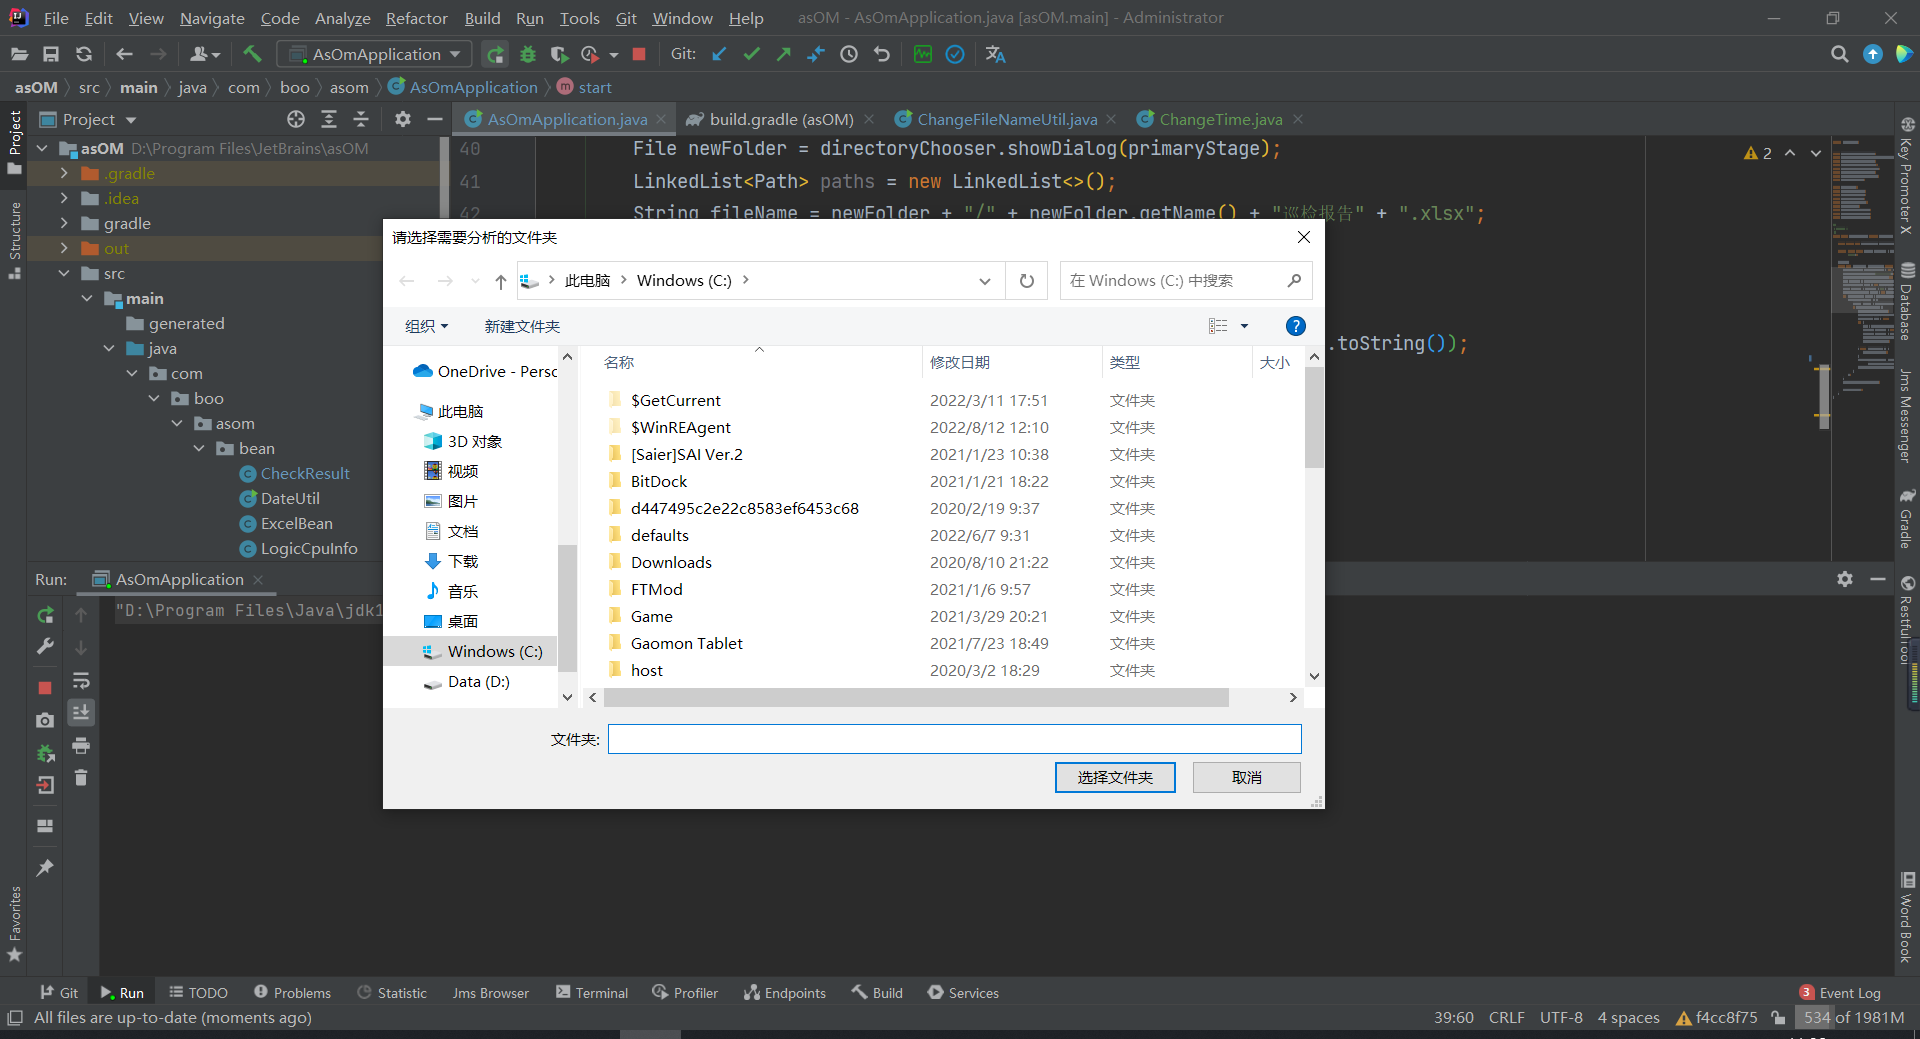 File Edit View Navigate Code Analyze Refactor Build Run Tools Git Window Help asOM - AsOmApplication.java [asOM.main] - Administrator
AsOmApplication Git:
asOM src main java com boo asom AsOmApplication start
Project AsOmApplication.java build.gradle (asOM) ChangeFileNameUtil.java ChangeTime.java
asOM D:\Program Files\JetBrains\asOM
.gradle
.idea
gradle
out
src
main
generated
java
com
boo
asom
bean
CheckResult
DateUtil
ExcelBean
LogicCpuInfo
40 File newFolder = directoryChooser.showDialog(primaryStage);
41 LinkedList<Path> paths = new LinkedList<>();
42 String fileName = newFolder + "/" + newFolder.getName() + "巡检报告" + ".xlsx";
.toString());
2
请选择需要分析的文件夹
此电脑 Windows (C:) 在 Windows (C:) 中搜索
组织 新建文件夹
OneDrive - Perso
此电脑
3D 对象
视频
图片
文档
下载
音乐
桌面
Windows (C:)
Data (D:)
名称 修改日期 类型 大小
$GetCurrent 2022/3/11 17:51 文件夹
$WinREAgent 2022/8/12 12:10 文件夹
[Saier]SAI Ver.2 2021/1/23 10:38 文件夹
BitDock 2021/1/21 18:22 文件夹
d447495c2e22c8583ef6453c68 2020/2/19 9:37 文件夹
defaults 2022/6/7 9:31 文件夹
Downloads 2020/8/10 21:22 文件夹
FTMod 2021/1/6 9:57 文件夹
Game 2021/3/29 20:21 文件夹
Gaomon Tablet 2021/7/23 18:49 文件夹
host 2020/3/2 18:29 文件夹
文件夹:
选择文件夹 取消
Run: AsOmApplication
"D:\Program Files\Java\jdk1
Project
Structure
Favorites
Key Promoter X
Database
Jms Messenger
Gradle
RestfulTool
Word Book
Git Run TODO Problems Statistic Jms Browser Terminal Profiler Endpoints Build Services 3 Event Log
All files are up-to-date (moments ago) 39:60 CRLF UTF-8 4 spaces f4cc8f75 534 of 1981M